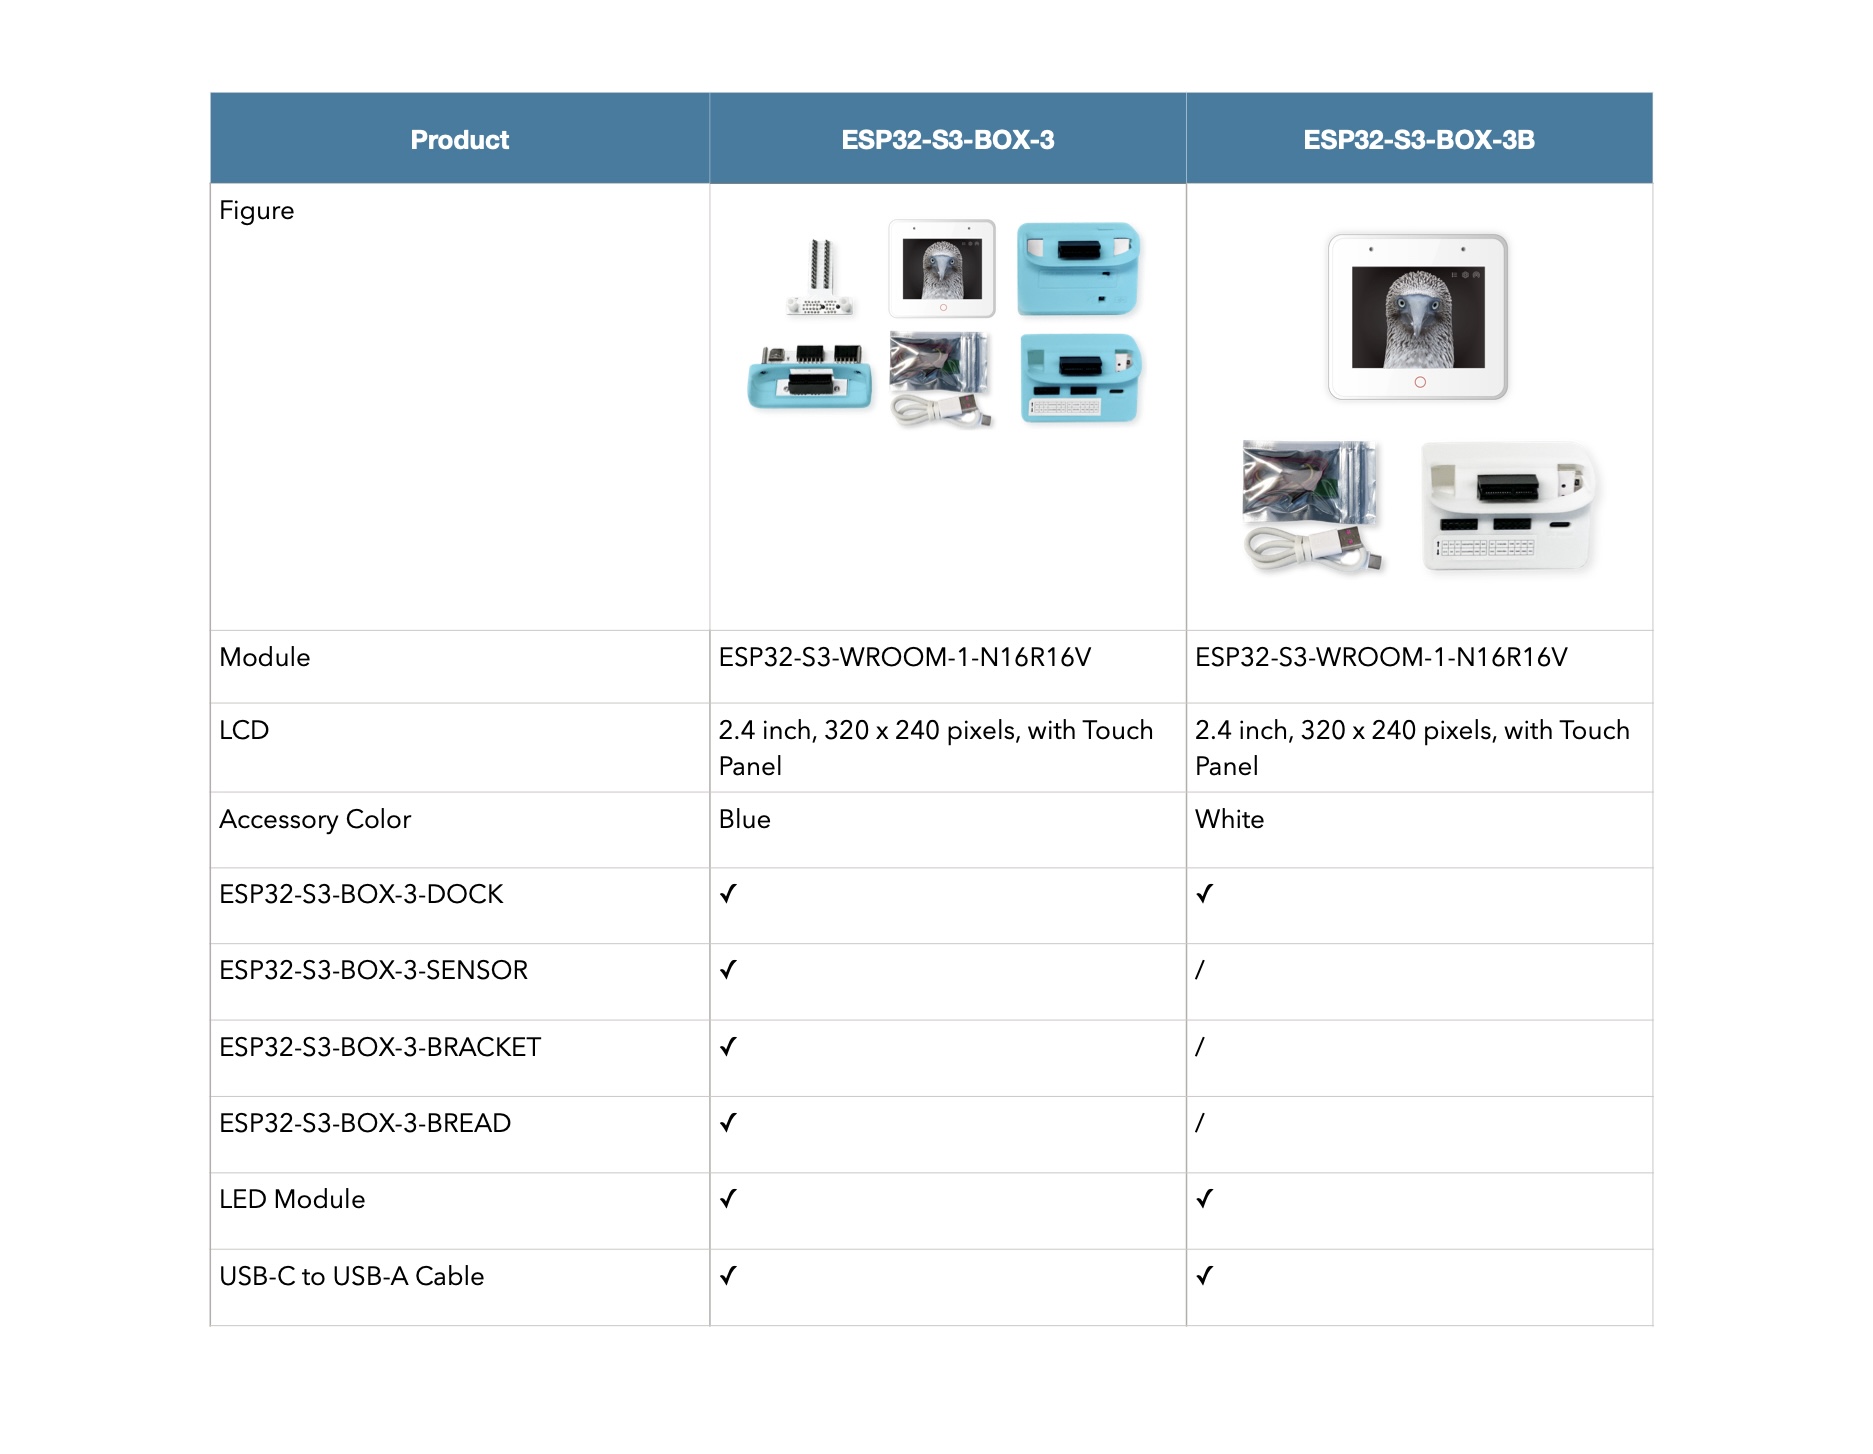 Product ESP32-S3-BOX-3 ESP32-S3-BOX-3B
Figure
Module ESP32-S3-WROOM-1-N16R16V ESP32-S3-WROOM-1-N16R16V
LCD 2.4 inch, 320 x 240 pixels, with Touch Panel 2.4 inch, 320 x 240 pixels, with Touch Panel
Accessory Color Blue White
ESP32-S3-BOX-3-DOCK ✓ ✓
ESP32-S3-BOX-3-SENSOR ✓ /
ESP32-S3-BOX-3-BRACKET ✓ /
ESP32-S3-BOX-3-BREAD ✓ /
LED Module ✓ ✓
USB-C to USB-A Cable ✓ ✓